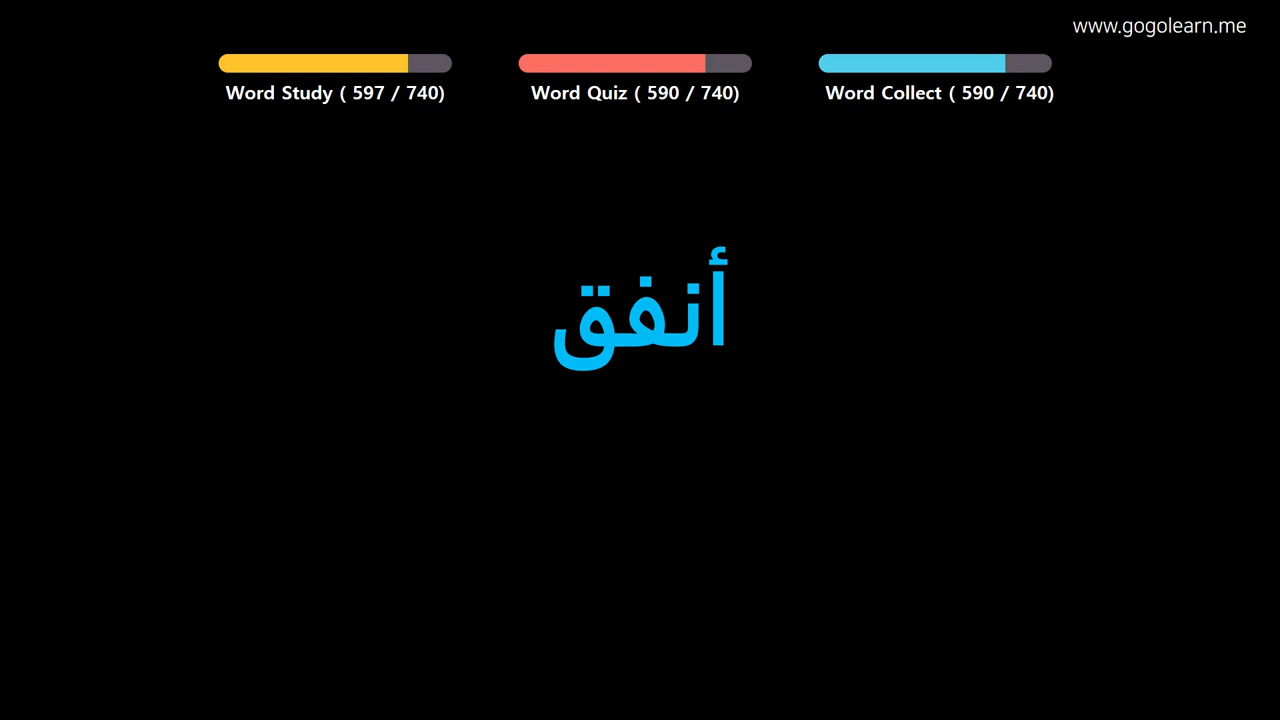 www.gogolearn.me
Word Study ( 597 / 740)
Word Quiz ( 590 / 740)
Word Collect ( 590 / 740)
أنفق